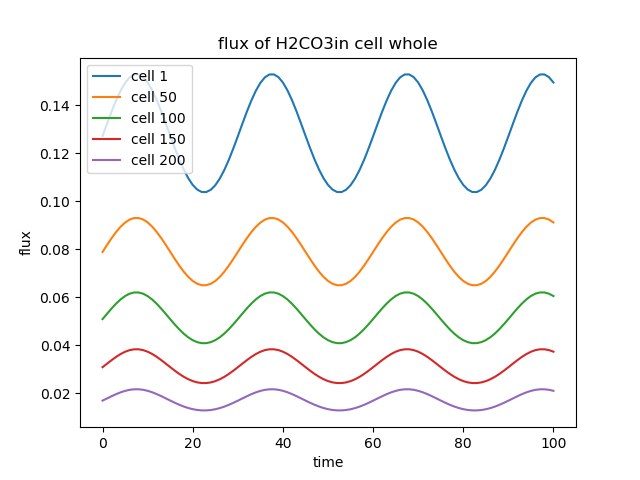 flux of H2CO3in cell whole
cell 1
cell 50
cell 100
cell 150
cell 200
flux
0.14
0.12
0.10
0.08
0.06
0.04
0.02
0 20 40 60 80 100
time